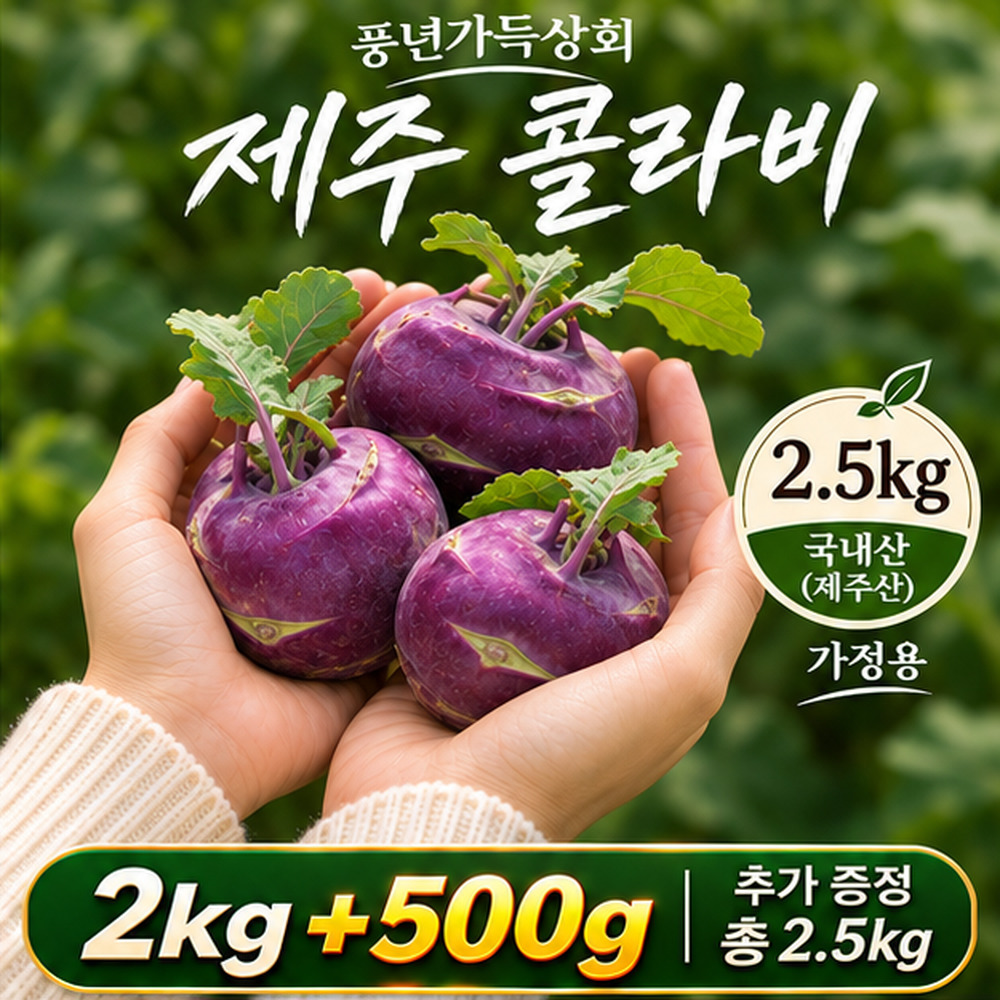 풍년가득상회
제주 콜라비
2.5kg
국내산
(제주산)
가정용
2kg+500g
추가 증정
총 2.5kg